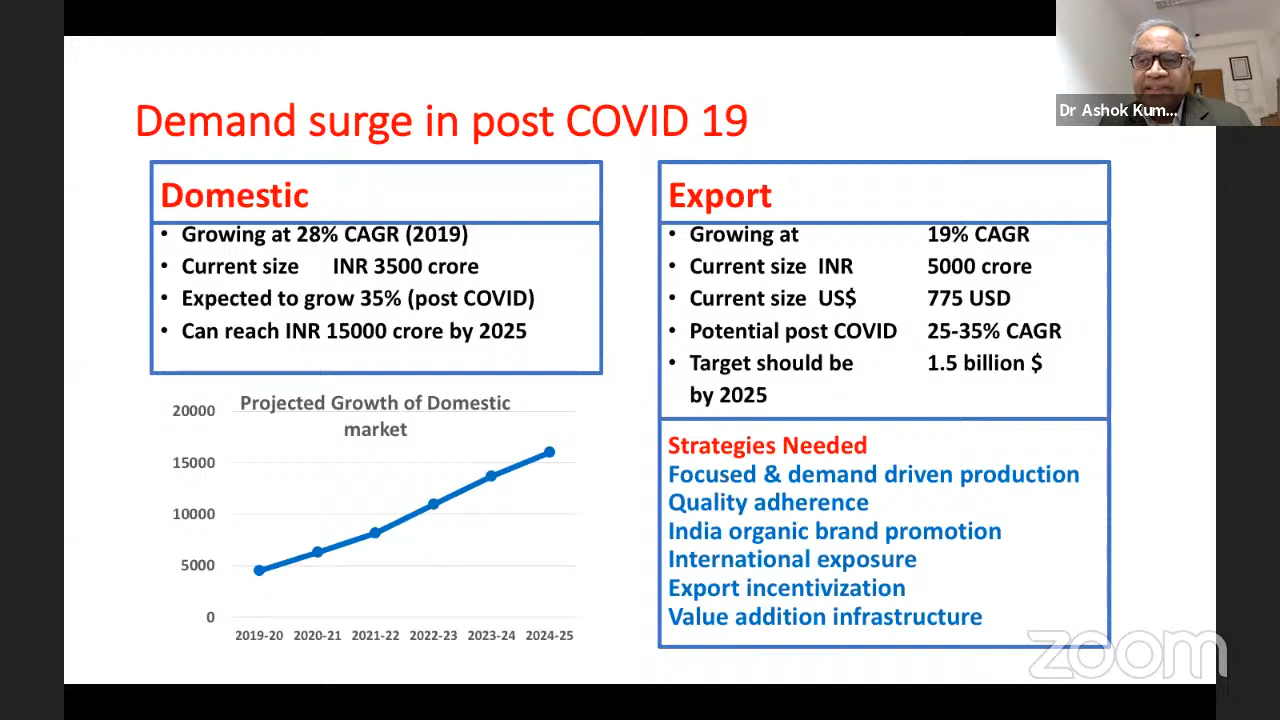 Dr Ashok Kum...
Demand surge in post COVID 19
Domestic
• Growing at 28% CAGR (2019)
• Current size INR 3500 crore
• Expected to grow 35% (post COVID)
• Can reach INR 15000 crore by 2025
Projected Growth of Domestic
market
20000
15000
10000
5000
0
2019-20 2020-21 2021-22 2022-23 2023-24 2024-25
Export
• Growing at 19% CAGR
• Current size INR 5000 crore
• Current size US$ 775 USD
• Potential post COVID 25-35% CAGR
• Target should be 1.5 billion $
by 2025
Strategies Needed
Focused & demand driven production
Quality adherence
India organic brand promotion
International exposure
Export incentivization
Value addition infrastructure
zoom